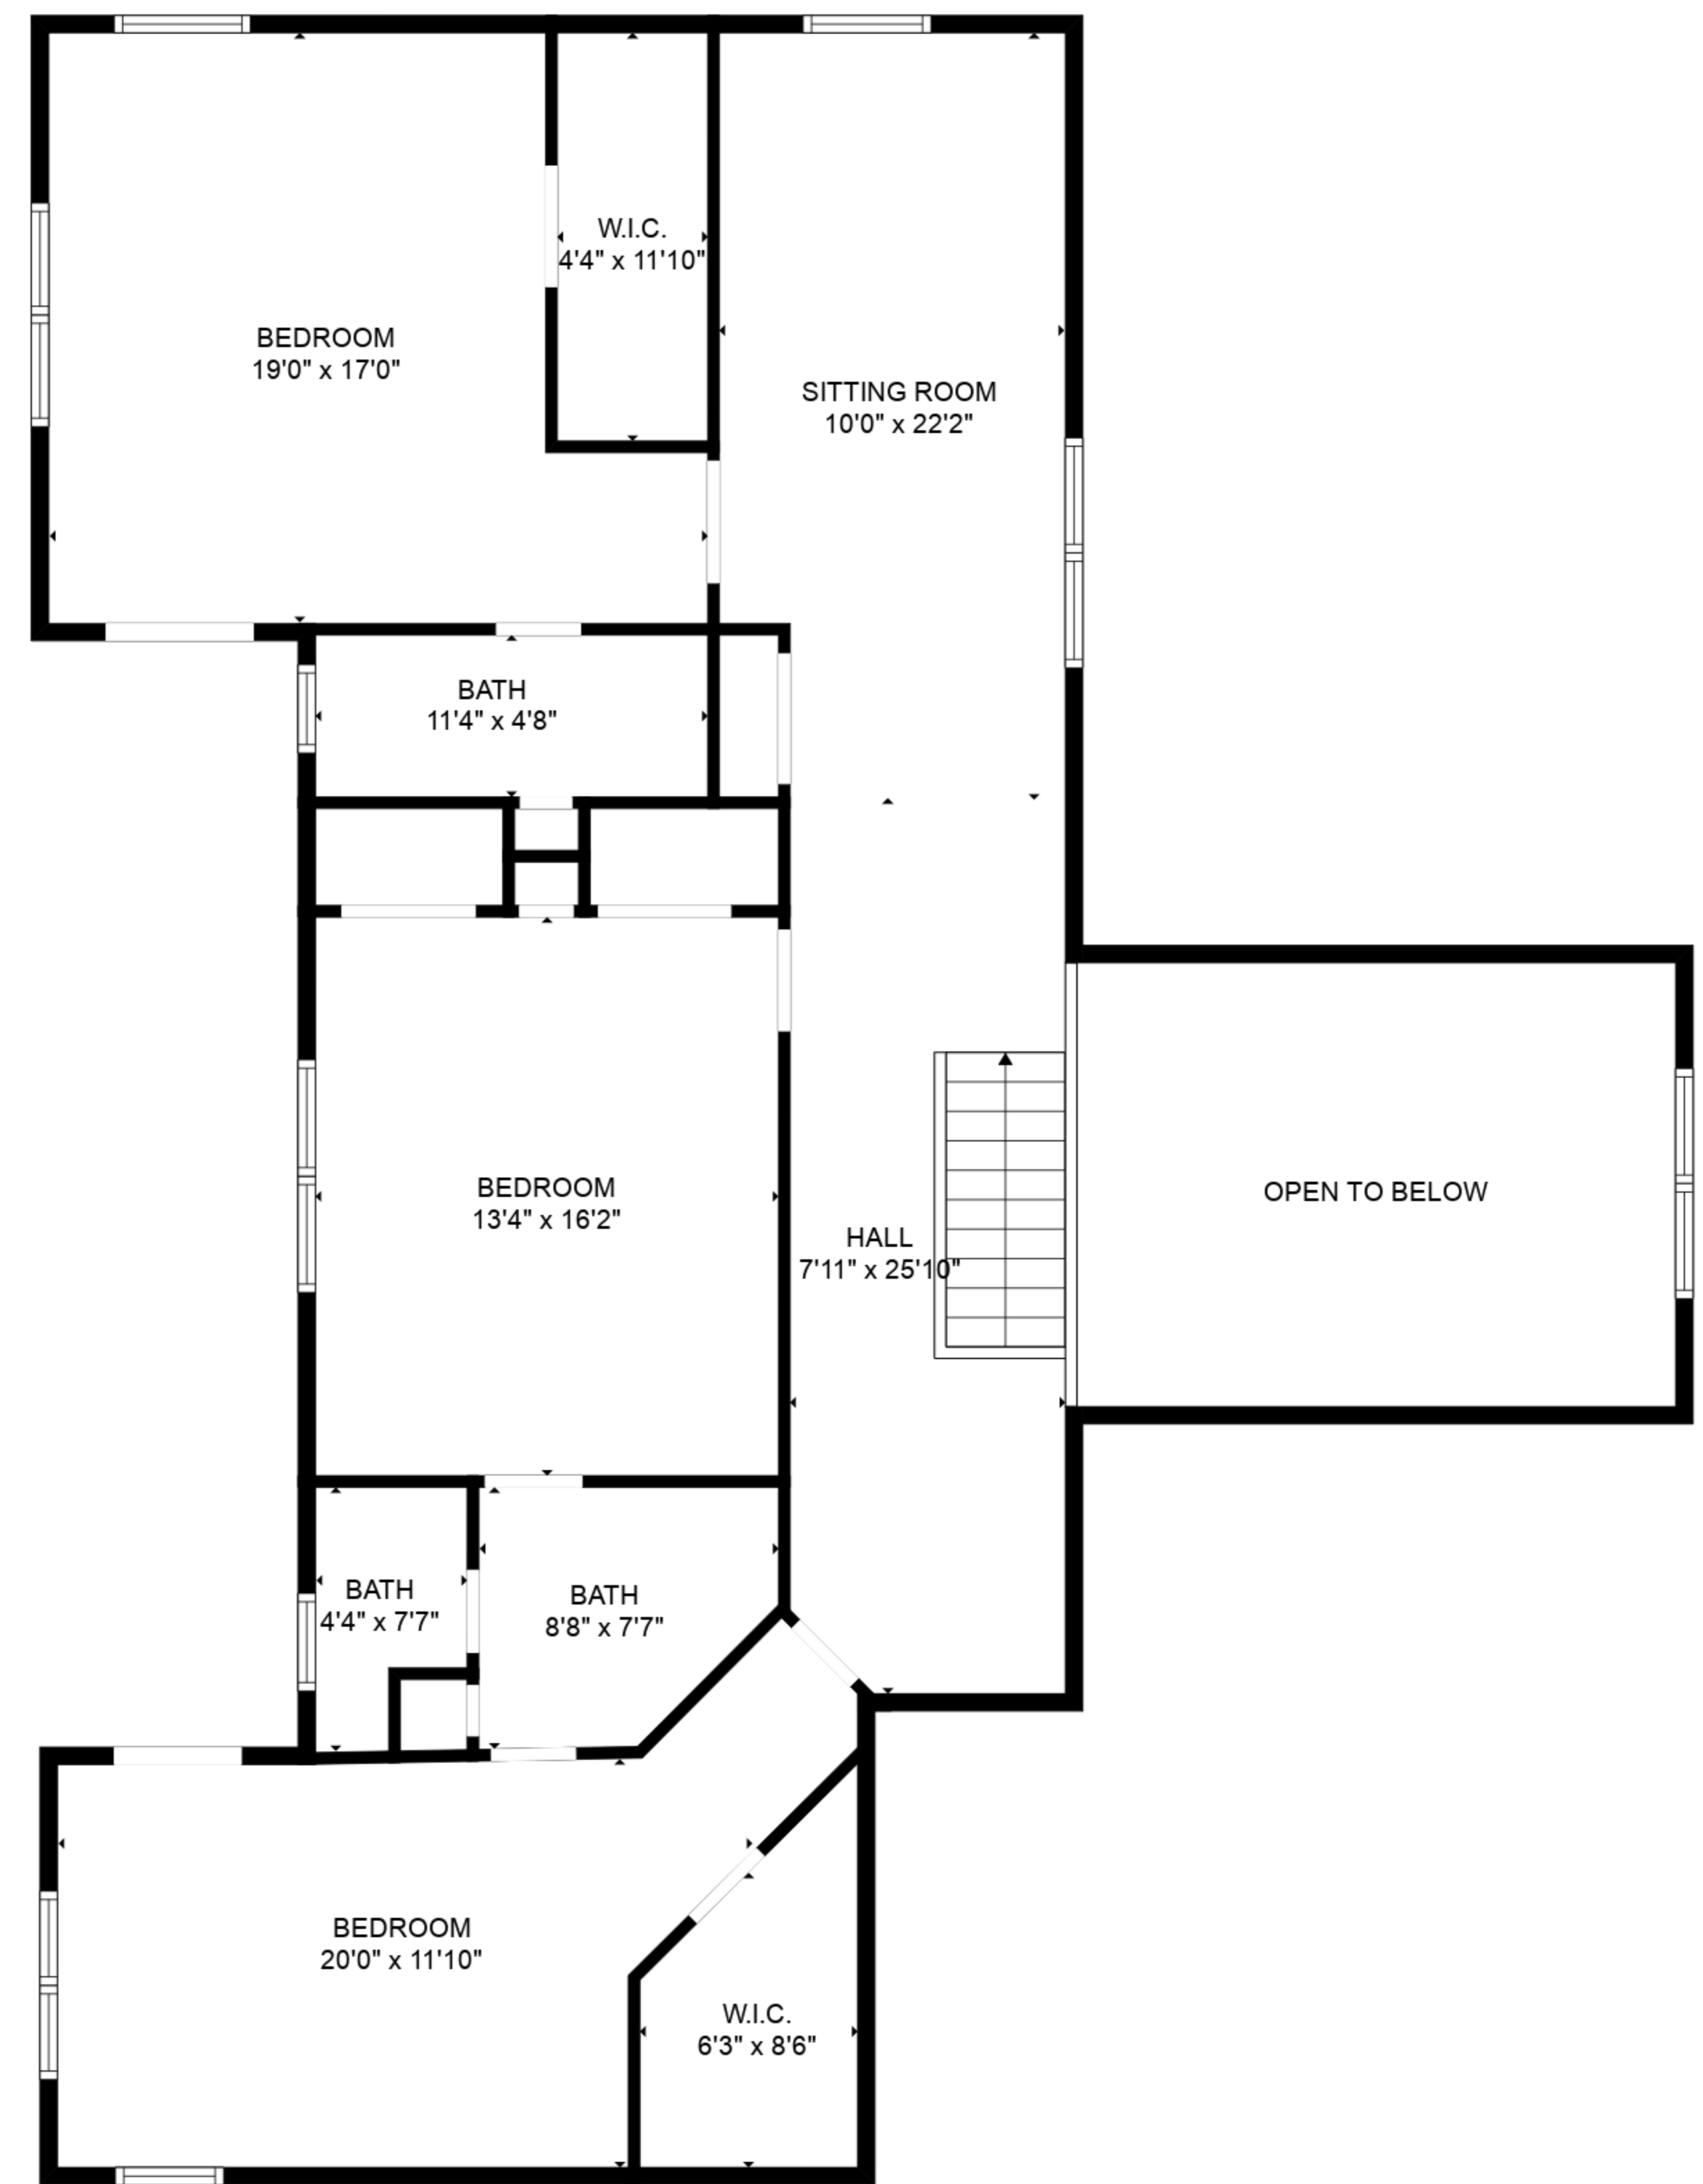 W.I.C.
4'4" x 11'10"
BEDROOM
19'0" x 17'0"
SITTING ROOM
10'0" x 22'2"
BATH
11'4" x 4'8"
BEDROOM
13'4" x 16'2"
OPEN TO BELOW
HALL
7'11" x 25'10"
BATH
4'4" x 7'7"
BATH
8'8" x 7'7"
BEDROOM
20'0" x 11'10"
W.I.C.
6'3" x 8'6"